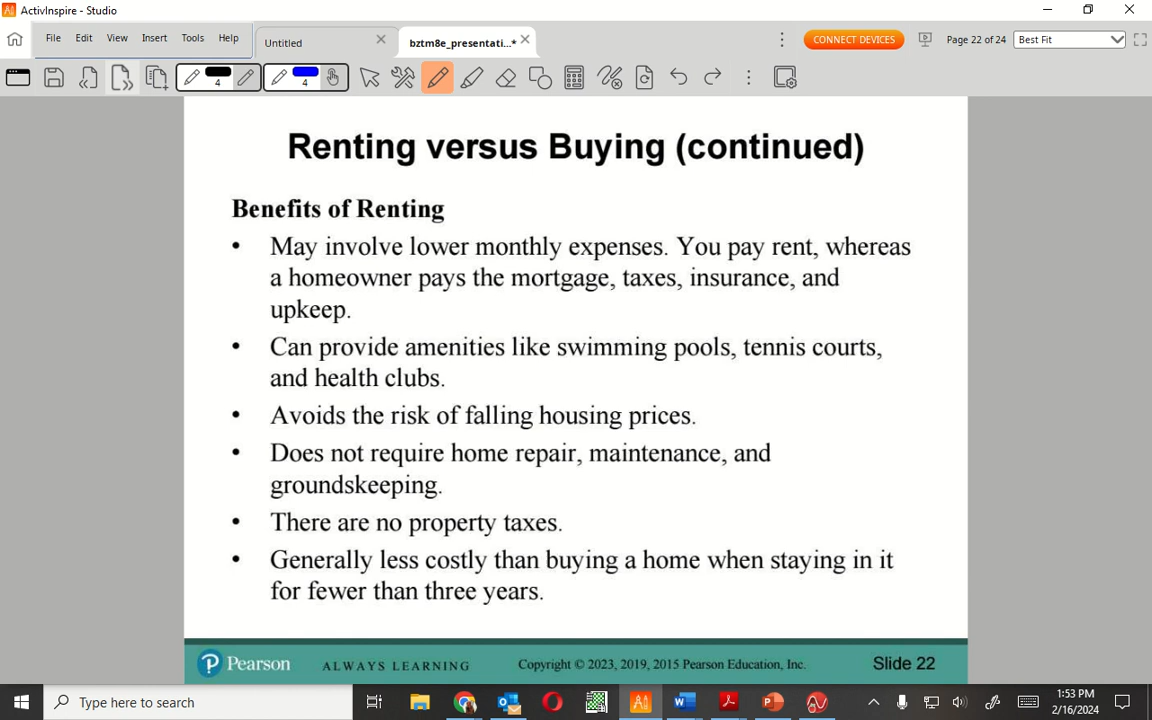 ActivInspire - Studio
File Edit View Insert Tools Help
Untitled
bztm8e_presentati...*
CONNECT DEVICES
Page 22 of 24
Best Fit
4
4
Renting versus Buying (continued)
Benefits of Renting
• May involve lower monthly expenses. You pay rent, whereas
a homeowner pays the mortgage, taxes, insurance, and
upkeep.
• Can provide amenities like swimming pools, tennis courts,
and health clubs.
• Avoids the risk of falling housing prices.
• Does not require home repair, maintenance, and
groundskeeping.
• There are no property taxes.
• Generally less costly than buying a home when staying in it
for fewer than three years.
Pearson
ALWAYS LEARNING
Copyright © 2023, 2019, 2015 Pearson Education, Inc.
Slide 22
Type here to search
1:53 PM
2/16/2024